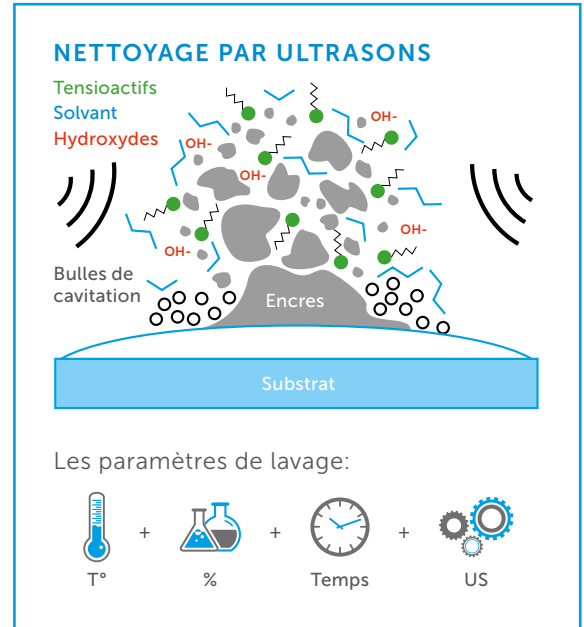 NETTOYAGE PAR ULTRASONS
Tensioactifs
Solvant
Hydroxydes
OH-
OH-
OH-
OH-
OH-
Bulles de
cavitation
Encres
Substrat
Les paramètres de lavage:
+
+
+
T°
%
Temps
US